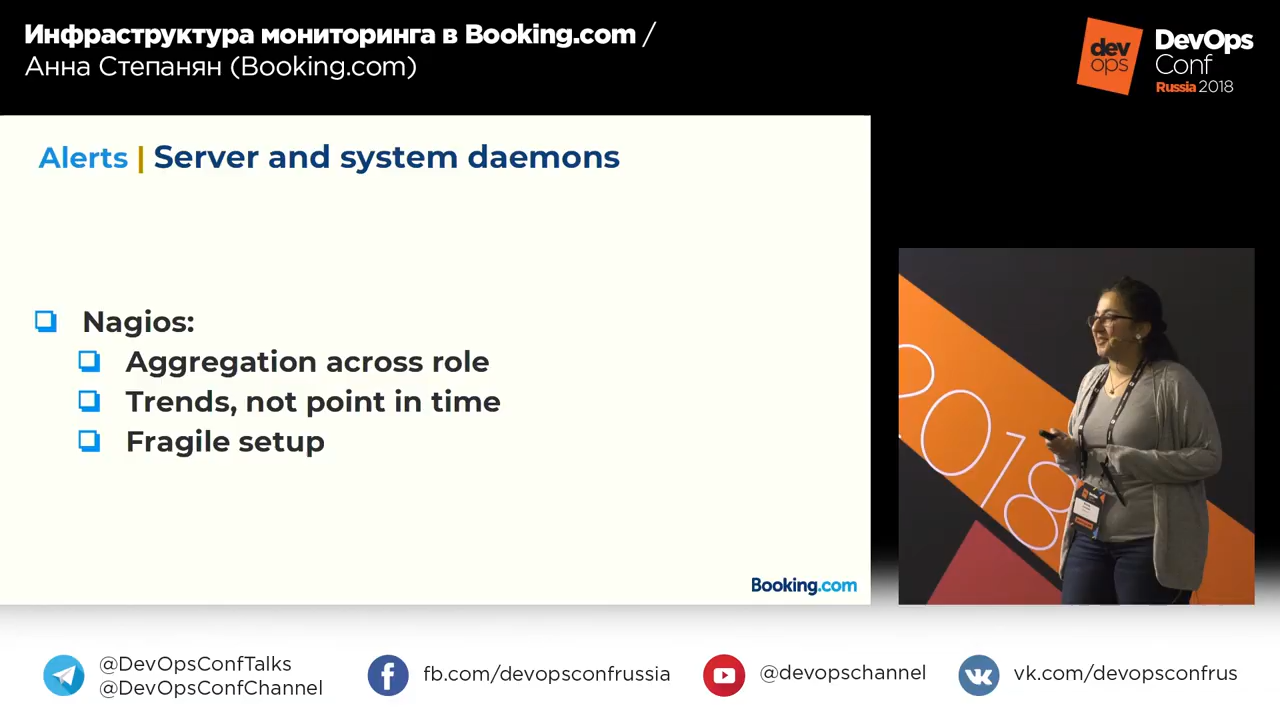 Инфраструктура мониторинга в Booking.com /
Анна Степанян (Booking.com)
dev
ops
DevOps
Conf
Russia 2018
Alerts | Server and system daemons
Nagios:
Aggregation across role
Trends, not point in time
Fragile setup
Booking.com
2018
@DevOpsConfTalks
@DevOpsConfChannel
fb.com/devopsconfrussia
@devopschannel
vk.com/devopsconfrus